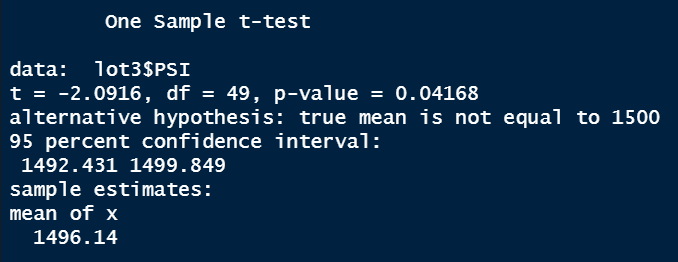 One Sample t-test
data:  lot3$PSI
t = -2.0916, df = 49, p-value = 0.04168
alternative hypothesis: true mean is not equal to 1500
95 percent confidence interval:
1492.431 1499.849
sample estimates:
mean of x
1496.14